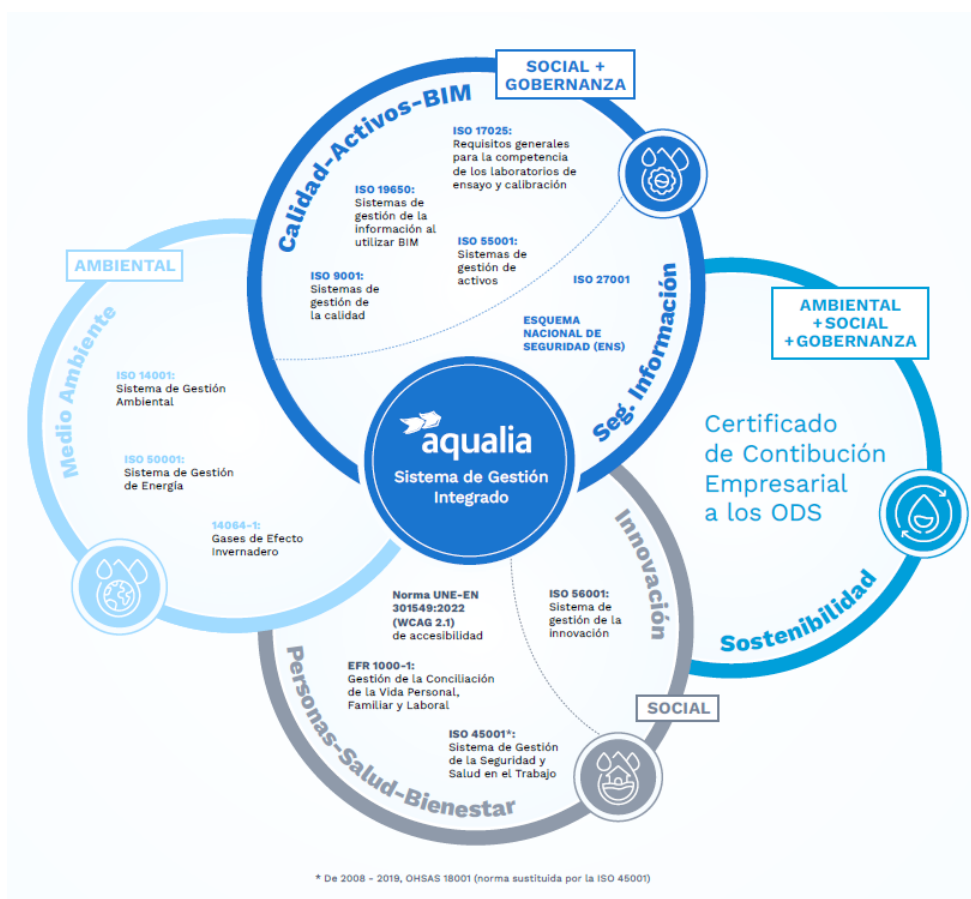 SOCIAL +
GOBERNANZA
Calidad-Activos-BIM
ISO 17025:
Requisitos generales
para la competencia
de los laboratorios de
ensayo y calibración
ISO 19650:
Sistemas de
gestión de la
información al
utilizar BIM
ISO 55001:
Sistemas de
gestión de
activos
ISO 9001:
Sistemas de
gestión de
la calidad
ISO 27001
ESQUEMA
NACIONAL DE
SEGURIDAD (ENS)
Seg. Información
AMBIENTAL
Medio Ambiente
ISO 14001:
Sistema de Gestión
Ambiental
ISO 50001:
Sistema de Gestión
de Energía
14064-1:
Gases de Efecto
Invernadero
aqualia
Sistema de Gestión
Integrado
AMBIENTAL
+SOCIAL
+GOBERNANZA
Certificado
de Contibución
Empresarial
a los ODS
Sostenibilidad
Innovación
ISO 56001:
Sistema de
gestión de la
innovación
Norma UNE-EN
301549:2022
(WCAG 2.1)
de accesibilidad
EFR 1000-1:
Gestión de la Conciliación
de la Vida Personal,
Familiar y Laboral
ISO 45001*:
Sistema de Gestión
de la Seguridad y
Salud en el Trabajo
Personas-Salud-Bienestar
SOCIAL
* De 2008 - 2019, OHSAS 18001 (norma sustituida por la ISO 45001)